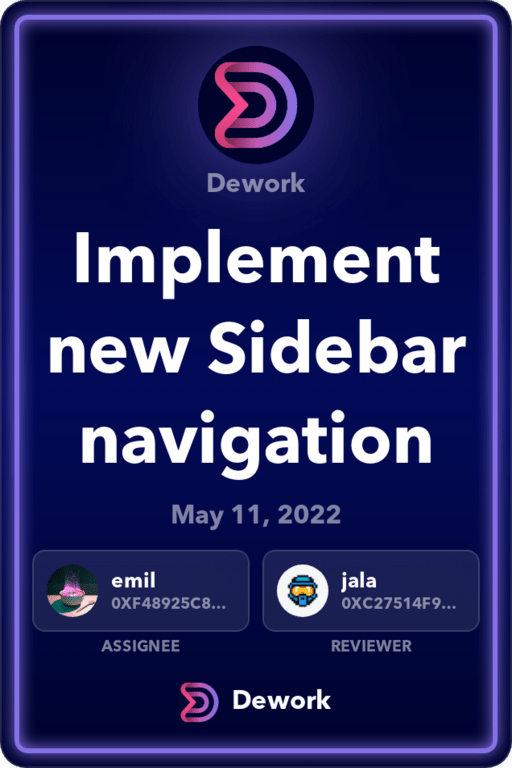 Dework
Implement
new Sidebar
navigation
May 11, 2022
emil
0XF48925C8...
jala
0XC27514F9...
ASSIGNEE
REVIEWER
Dework